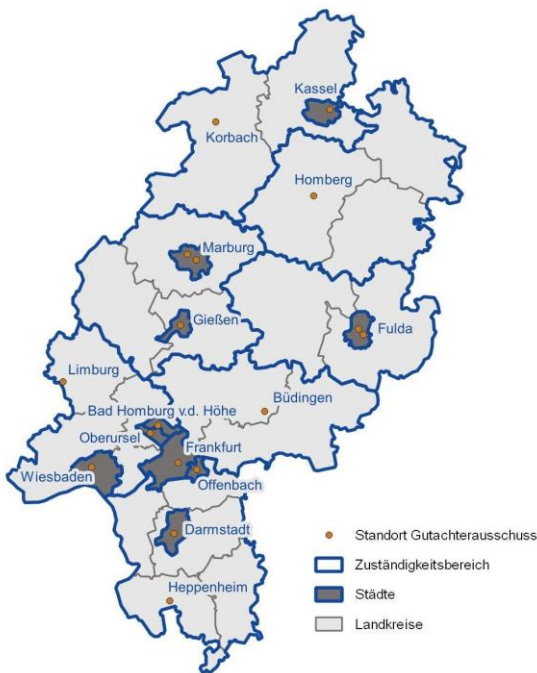 Kassel
Korbach
Homberg
Marburg
Gießen
Fulda
Limburg
Büdingen
Bad Homburg v.d. Höhe
Oberursel
Frankfurt
Wiesbaden
Offenbach
Darmstadt
Heppenheim
Standort Gutachterausschuss
Zuständigkeitsbereich
Städte
Landkreise